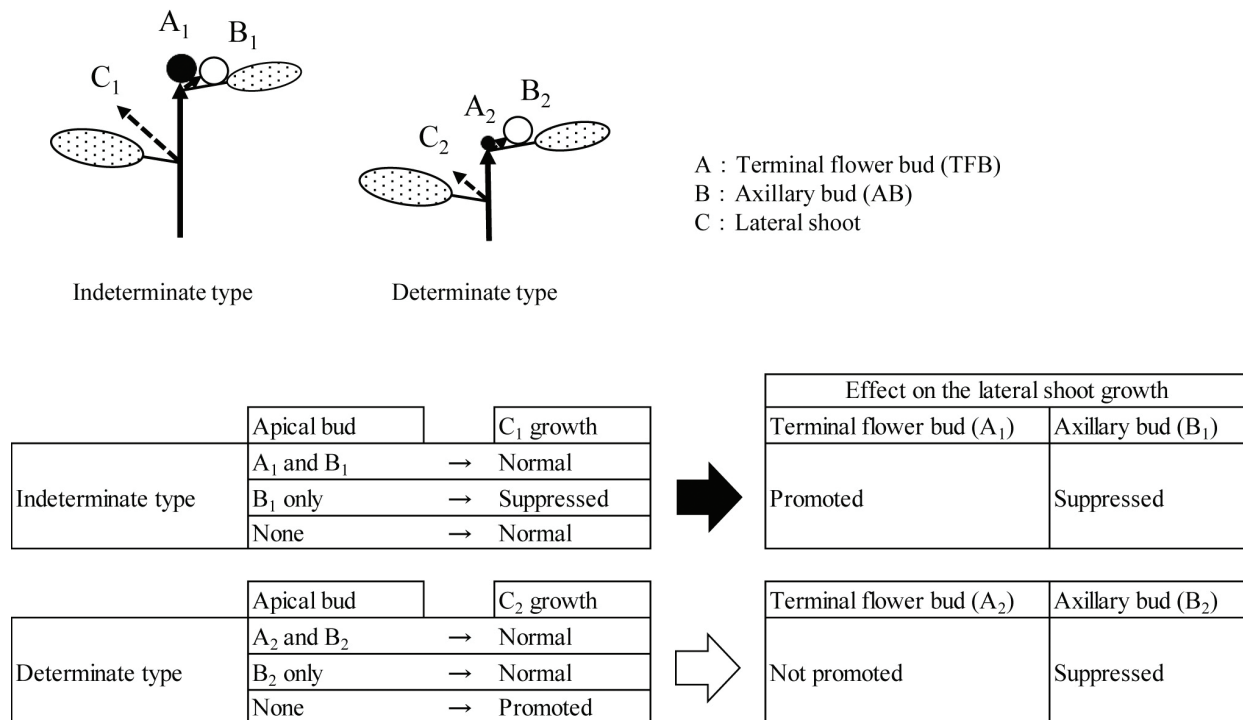 A₁
B₁
C₁
A₂
B₂
C₂
A : Terminal flower bud (TFB)
B : Axillary bud (AB)
C : Lateral shoot
Indeterminate type
Determinate type
Effect on the lateral shoot growth
Apical bud C₁ growth Terminal flower bud (A₁) Axillary bud (B₁)
A₁ and B₁ → Normal
Indeterminate type B₁ only → Suppressed Promoted Suppressed
None → Normal
Apical bud C₂ growth Terminal flower bud (A₂) Axillary bud (B₂)
A₂ and B₂ → Normal
Determinate type B₂ only → Normal Not promoted Suppressed
None → Promoted